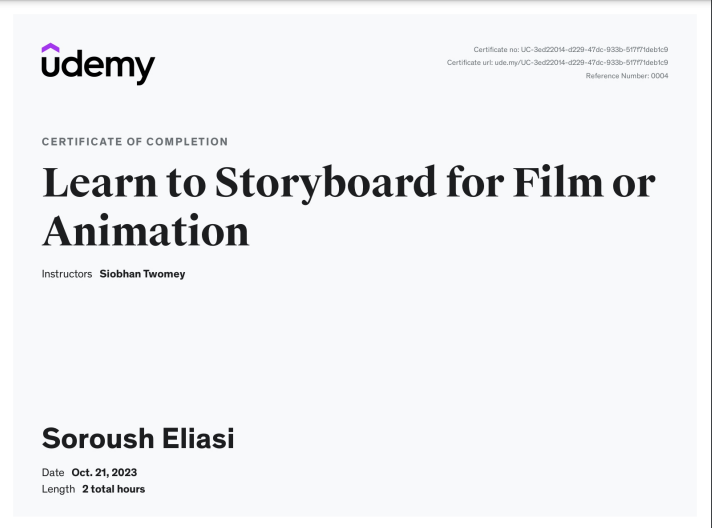 udemy
Certificate no: UC-3ed22014-d229-47dc-933b-517f71deb1c9
Certificate url: ude.my/UC-3ed22014-d229-47dc-933b-517f71deb1c9
Reference Number: 0004
CERTIFICATE OF COMPLETION
Learn to Storyboard for Film or
Animation
Instructors Siobhan Twomey
Soroush Eliasi
Date Oct. 21, 2023
Length 2 total hours